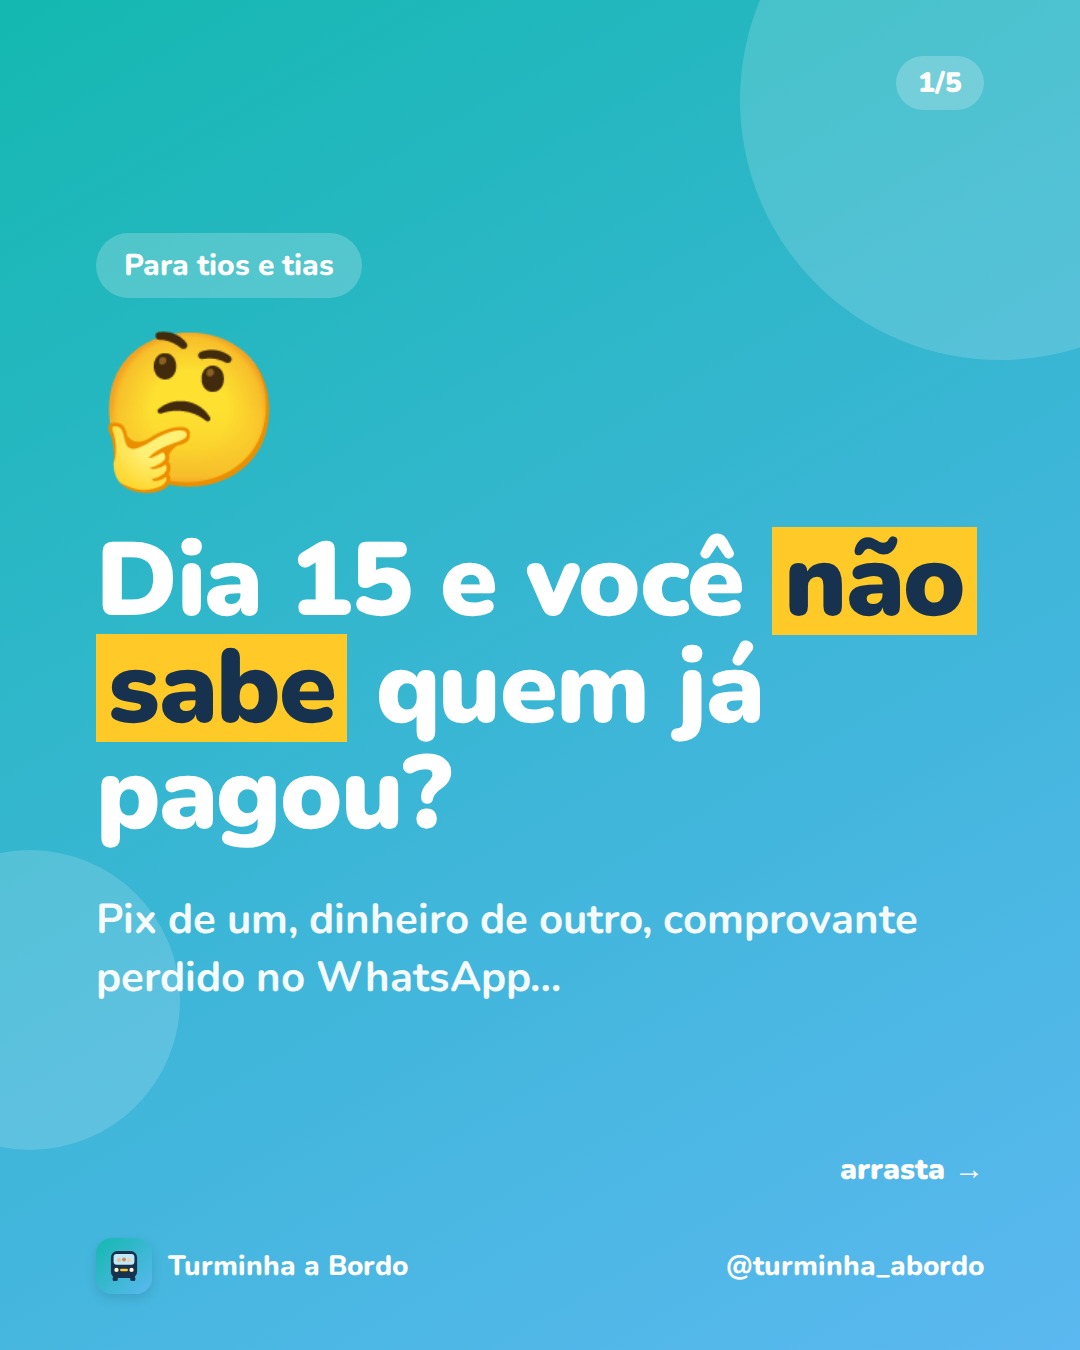 1/5
Para tios e tias
Dia 15 e você não
sabe quem já
pagou?
Pix de um, dinheiro de outro, comprovante
perdido no WhatsApp...
arrasta →
Turminha a Bordo
@turminha_abordo